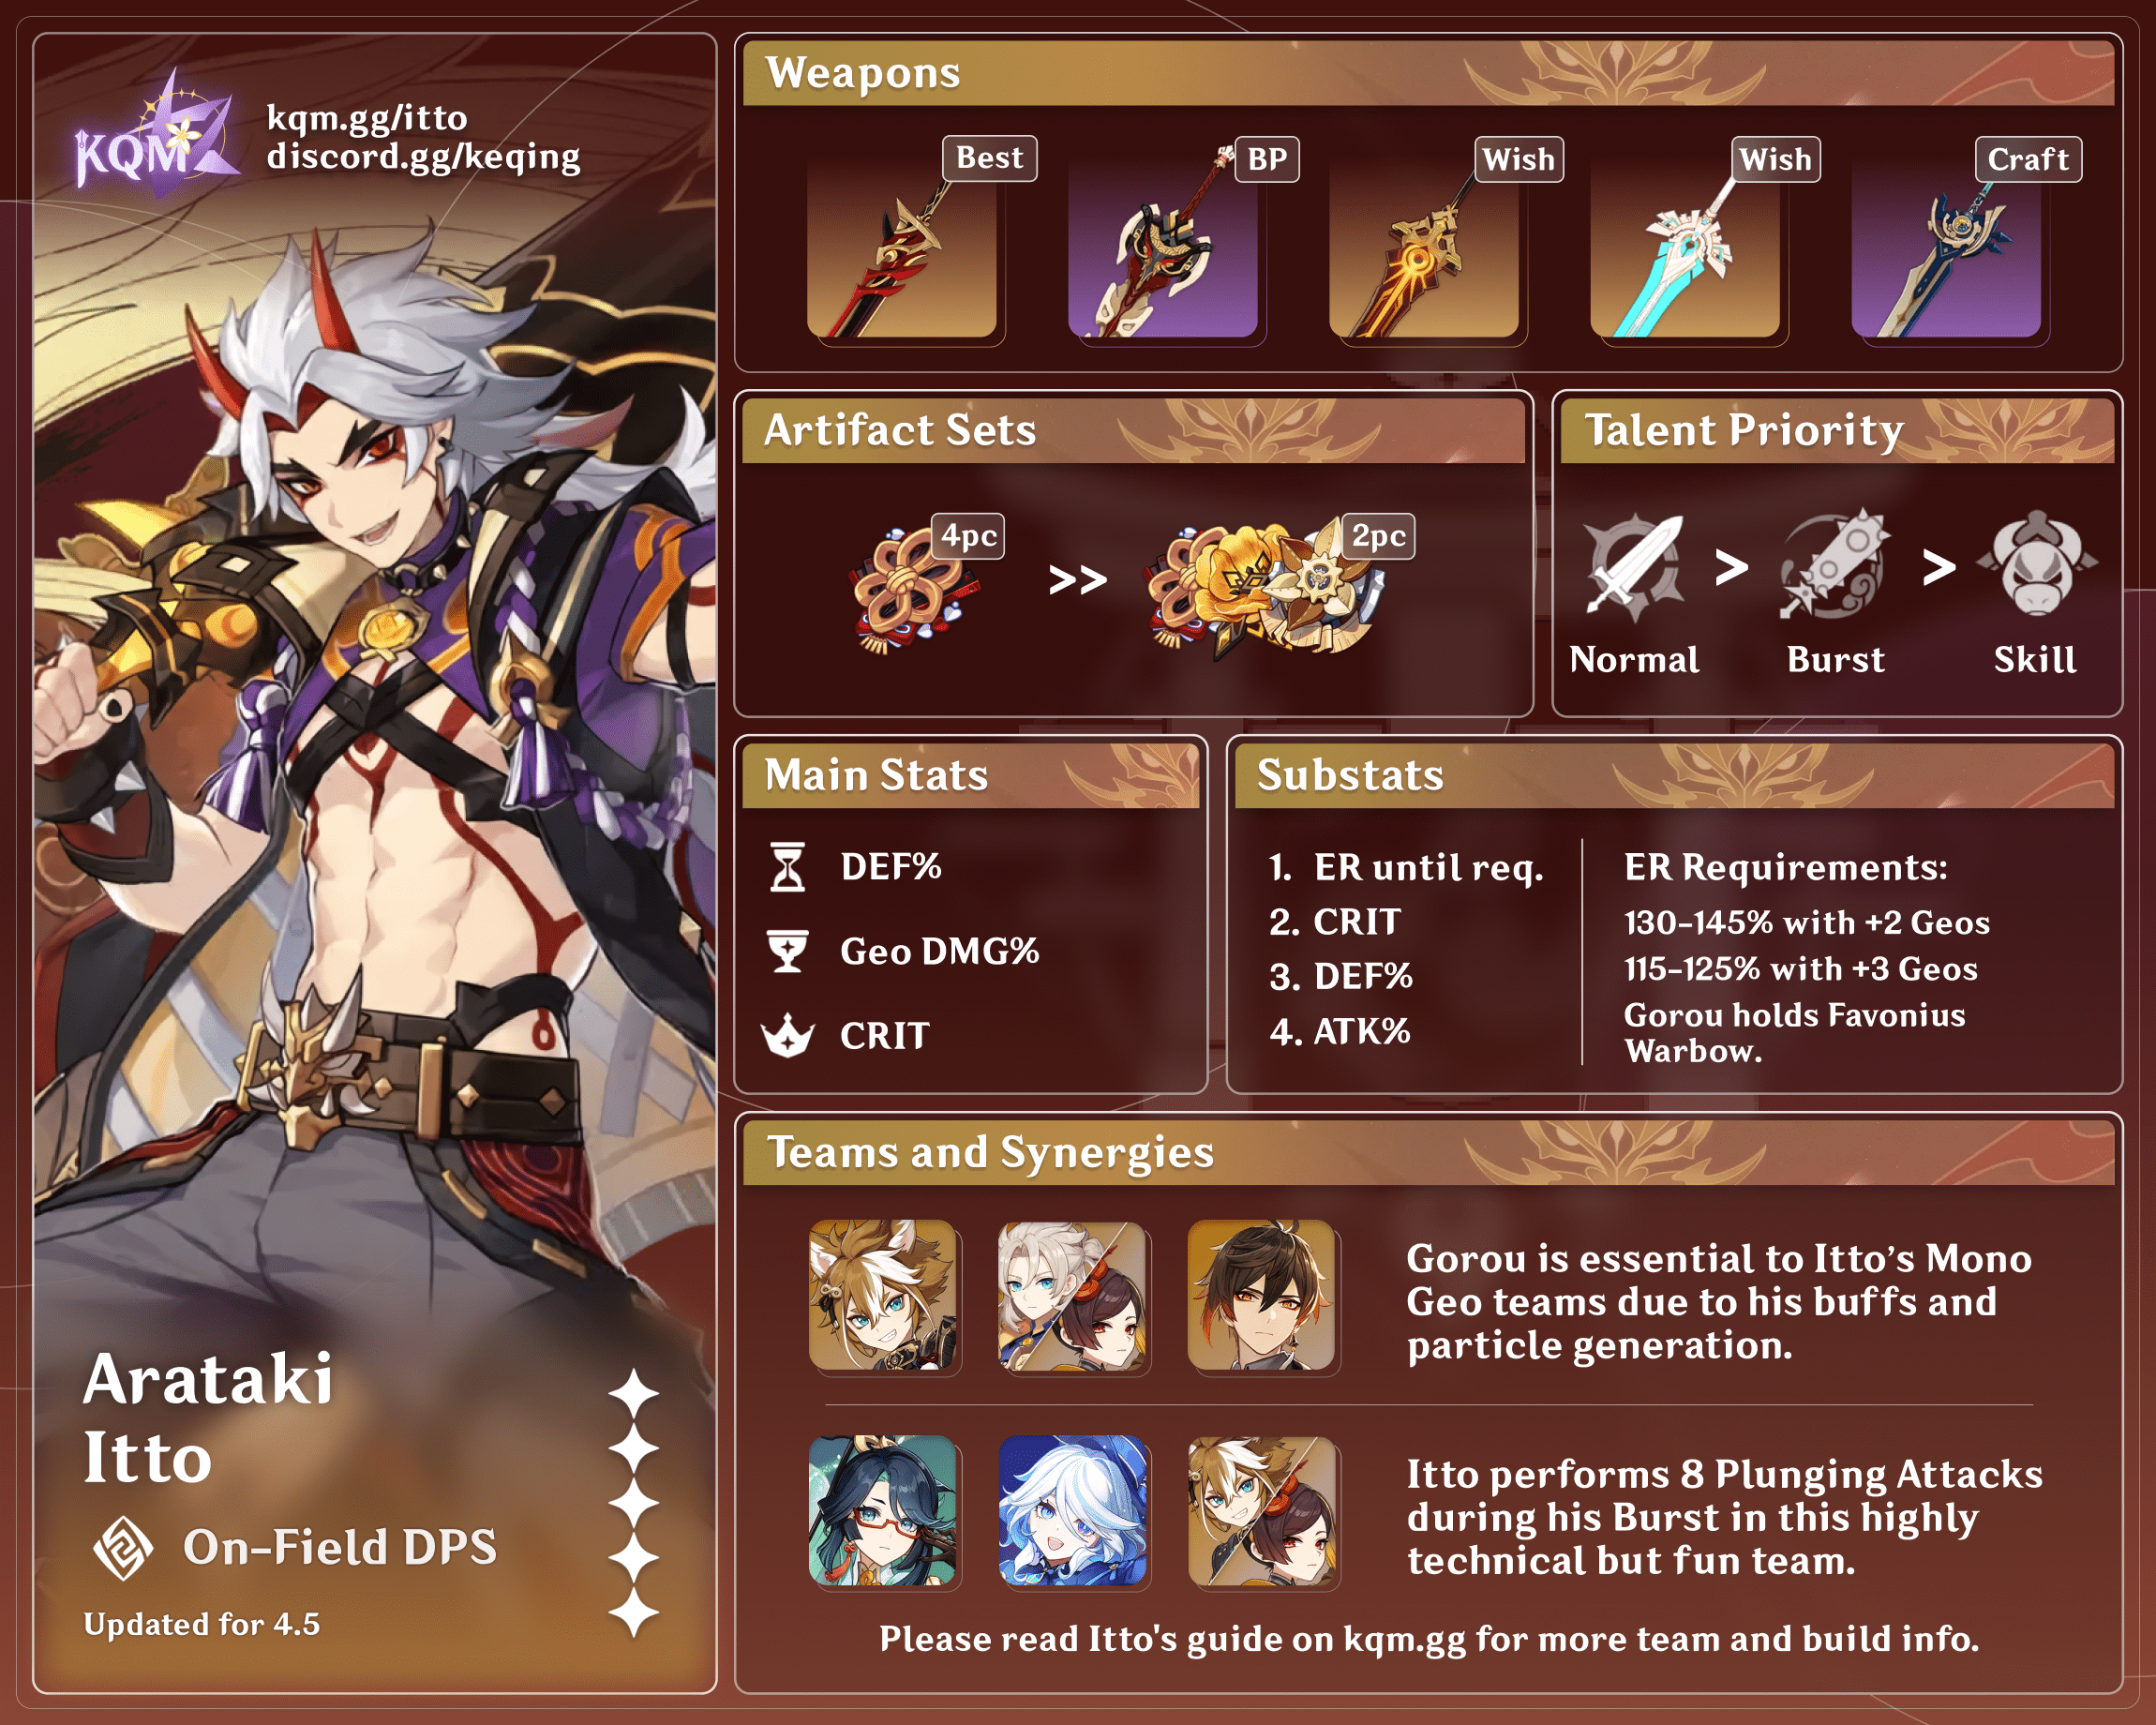 KQM
kqm.gg/itto
discord.gg/keqing
Arataki
Itto
On-Field DPS
Updated for 4.5
Weapons
Best
BP
Wish
Wish
Craft
Artifact Sets
4pc
>>
2pc
Talent Priority
> >
Normal
Burst
Skill
Main Stats
DEF%
Geo DMG%
CRIT
Substats
1. ER until req.
2. CRIT
3. DEF%
4. ATK%
ER Requirements:
130-145% with +2 Geos
115-125% with +3 Geos
Gorou holds Favonius
Warbow.
Teams and Synergies
Gorou is essential to Itto's Mono
Geo teams due to his buffs and
particle generation.
Itto performs 8 Plunging Attacks
during his Burst in this highly
technical but fun team.
Please read Itto's guide on kqm.gg for more team and build info.